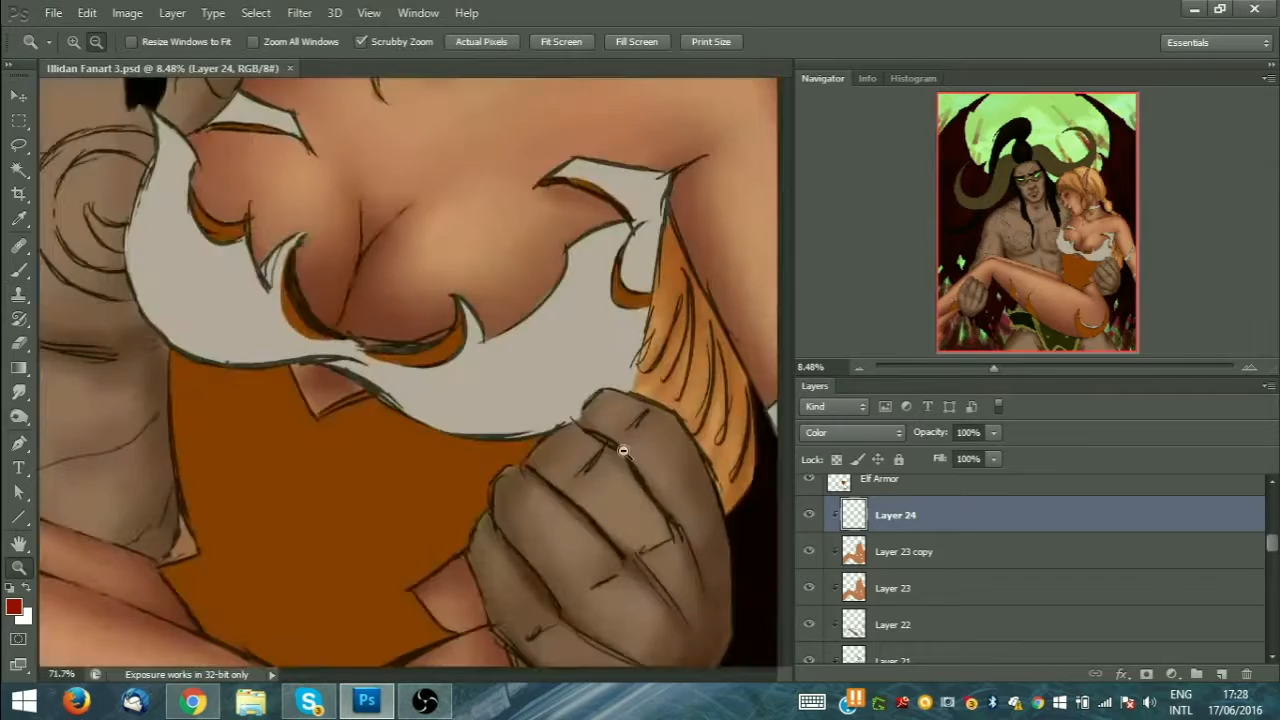 Ps File Edit Image Layer Type Select Filter 3D View Window Help
Resize Windows to Fit Zoom All Windows Scrubby Zoom Actual Pixels Fit Screen Fill Screen Print Size Essentials
Illidan Fanart 3.psd @ 8.48% (Layer 24, RGB/8#) ×
Navigator Info Histogram
8.48%
Layers
Kind
Color Opacity: 100%
Lock: Fill: 100%
Elf Armor
Layer 24
Layer 23 copy
Layer 23
Layer 22
Layer 21
71.7% Exposure works in 32-bit only
Ps
ENG 17:28
INTL 17/06/2016